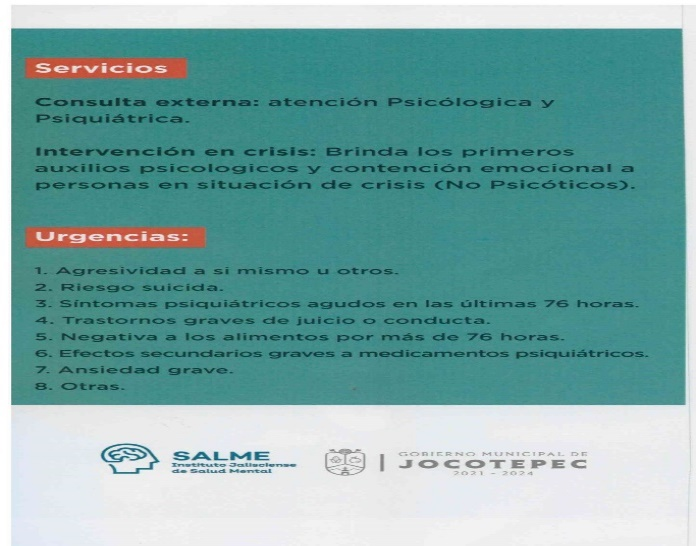 Servicios
Consulta externa: atención Psicólogica y
Psiquiátrica.
Intervención en crisis: Brinda los primeros
auxilios psicologicos y contención emocional a
personas en situación de crisis (No Psicóticos).
Urgencias:
1. Agresividad a si mismo u otros.
2. Riesgo suicida.
3. Síntomas psiquiátricos agudos en las últimas 76 horas.
4. Trastornos graves de juicio o conducta.
5. Negativa a los alimentos por más de 76 horas.
6. Efectos secundarios graves a medicamentos psiquiátricos.
7. Ansiedad grave.
8. Otras.
SALME
Instituto Jalisciense
de Salud Mental
GOBIERNO MUNICIPAL DE
JOCOTEPEC
2021 - 2024